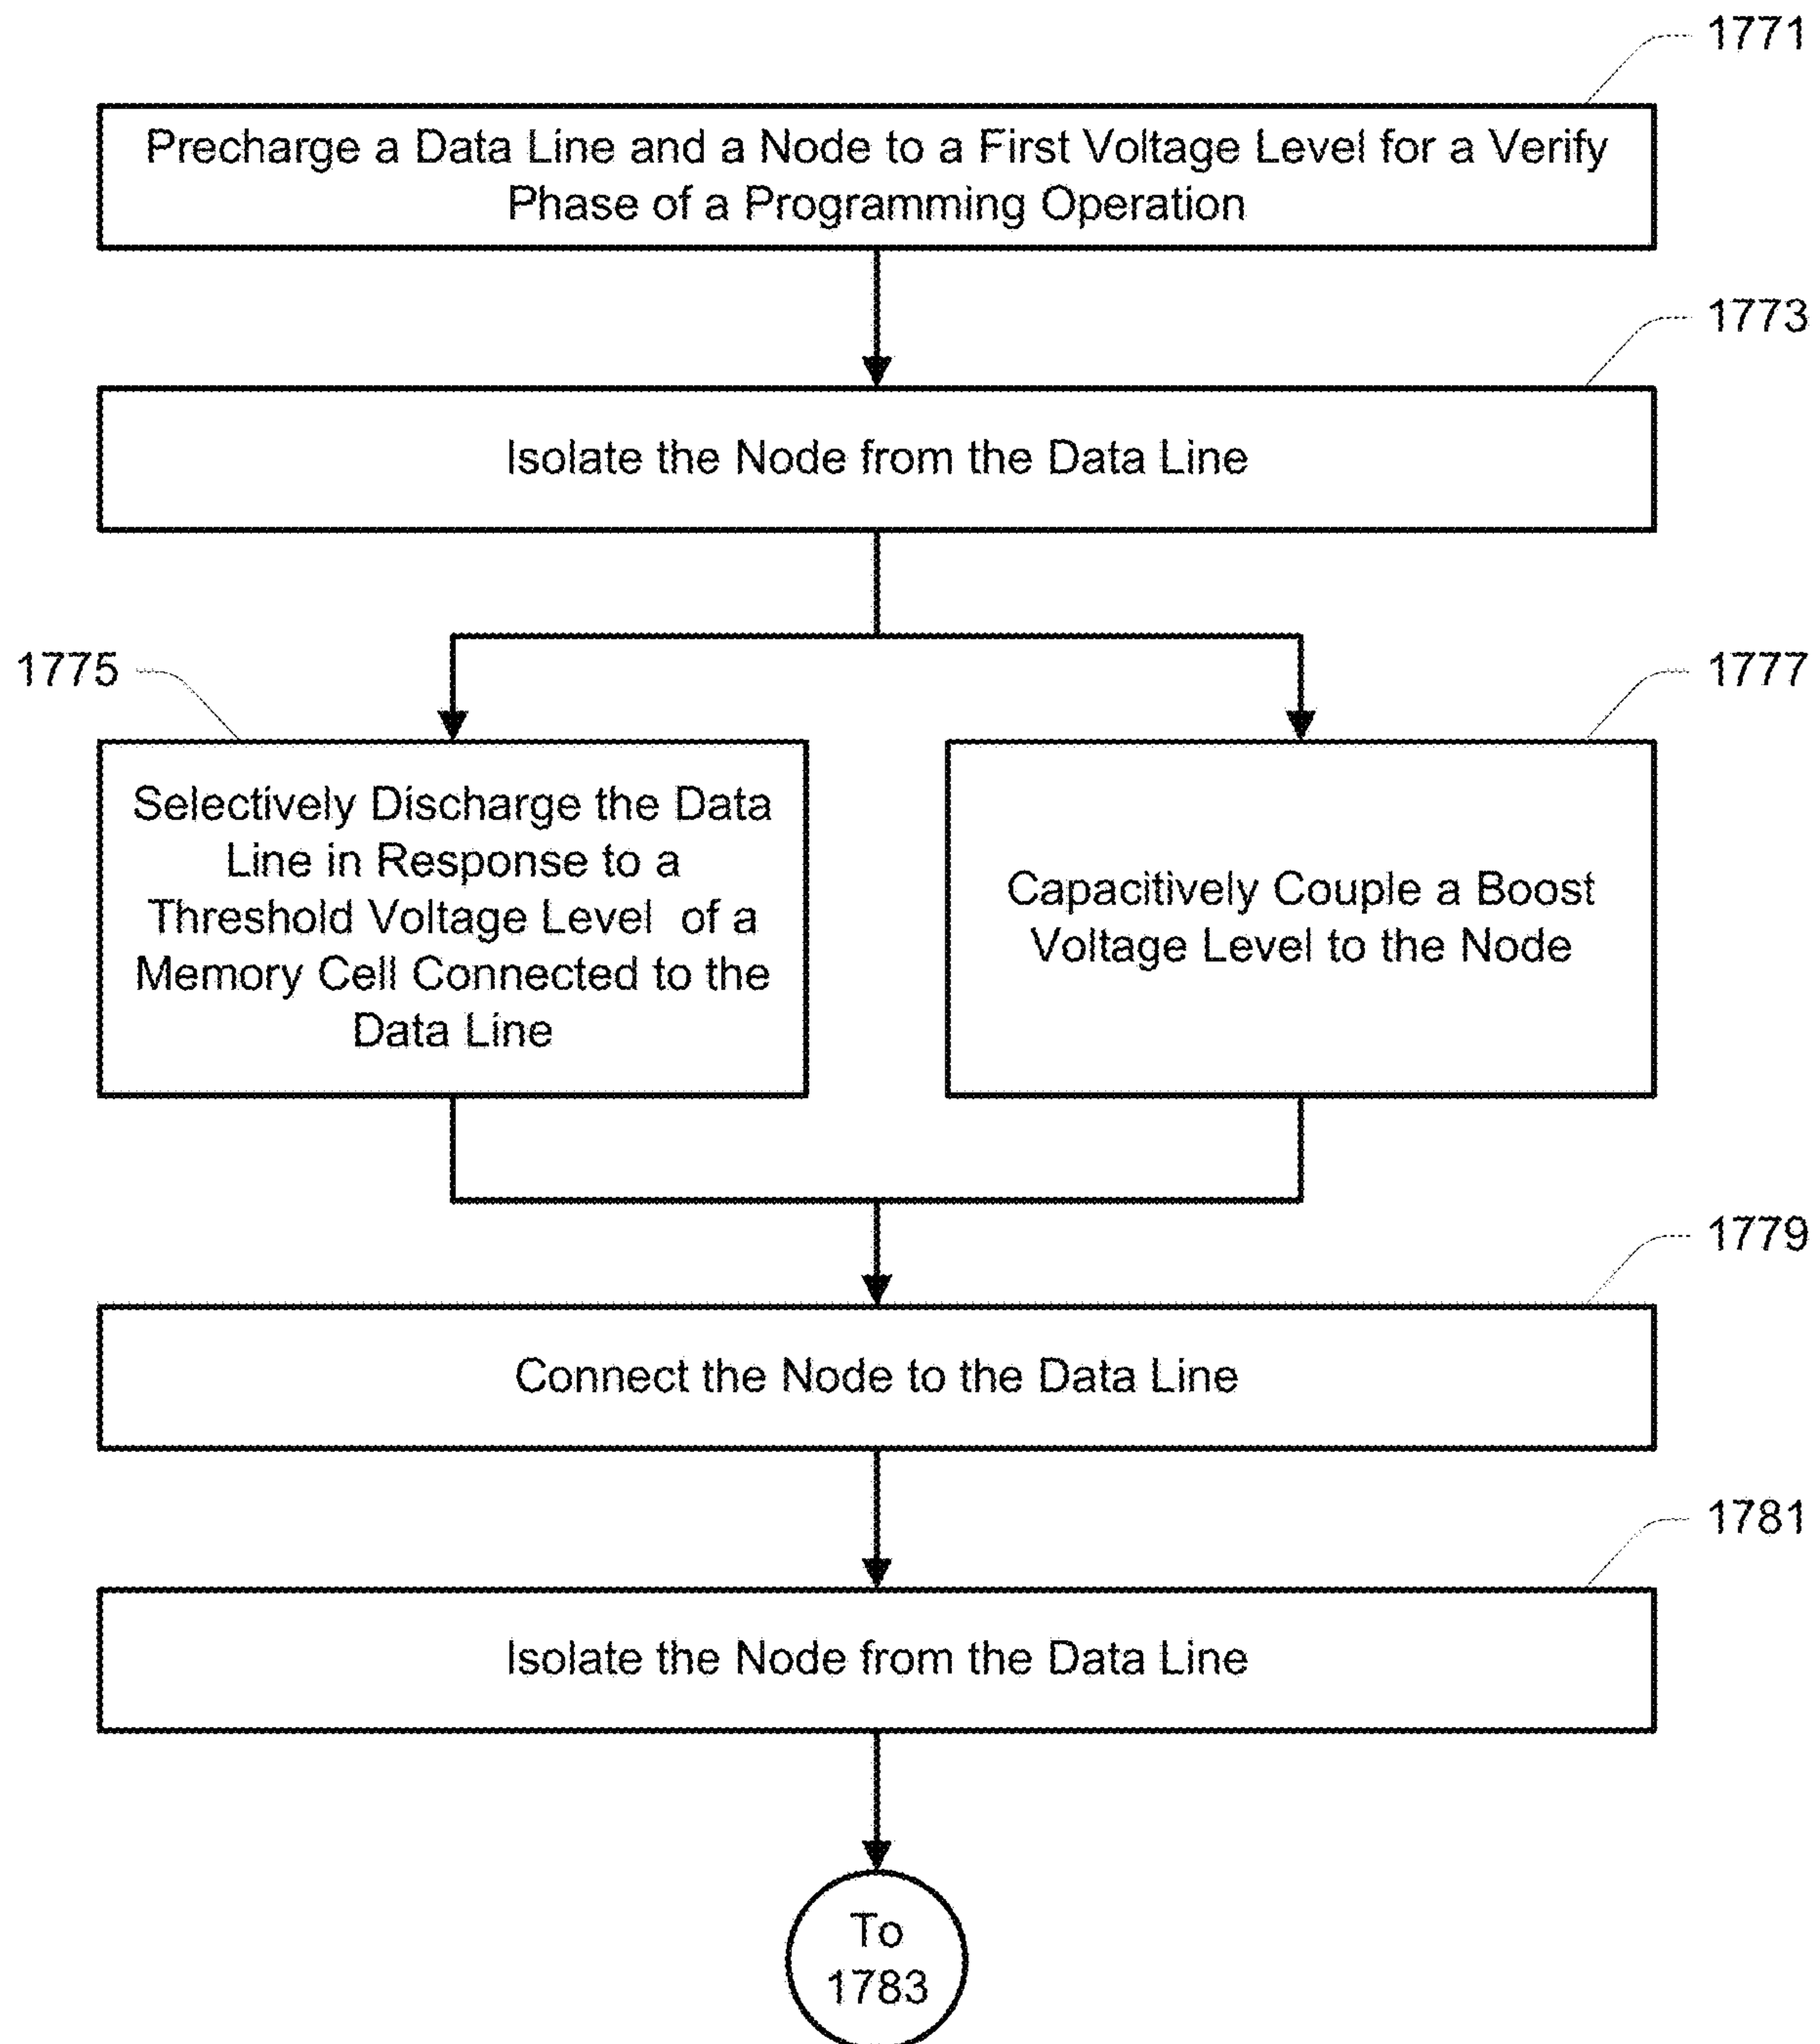 1771
Precharge a Data Line and a Node to a First Voltage Level for a Verify
Phase of a Programming Operation
1773
Isolate the Node from the Data Line
1775
1777
Selectively Discharge the Data
Line in Response to a
Threshold Voltage Level of a
Memory Cell Connected to the
Data Line
Capacitively Couple a Boost
Voltage Level to the Node
1779
Connect the Node to the Data Line
1781
Isolate the Node from the Data Line
To
1783